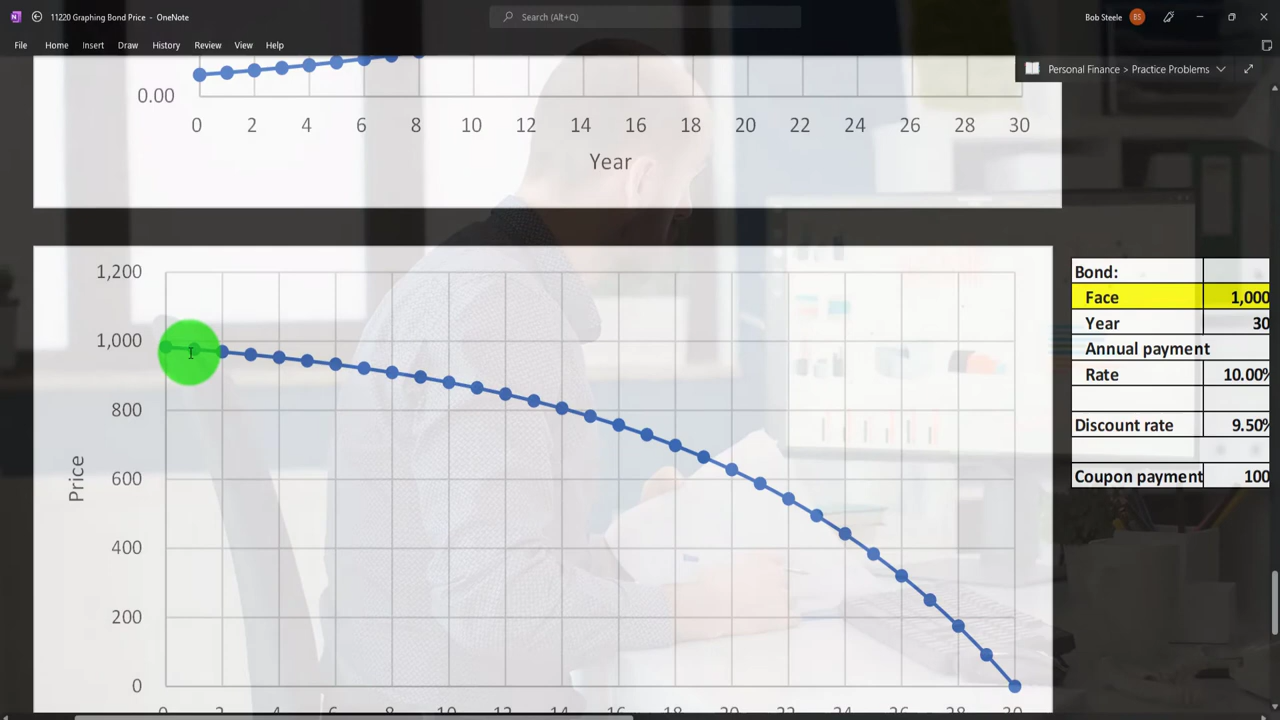 11220 Graphing Bond Price - OneNote
Search (Alt+Q)
Bob Steele
BS
File Home Insert Draw History Review View Help
Personal Finance > Practice Problems
0.00
0 2 4 6 8 10 12 14 16 18 20 22 24 26 28 30
Year
1,200
1,000
800
600
400
200
0
Price
Bond:
Face 1,000
Year 30
Annual payment
Rate 10.00%
Discount rate 9.50%
Coupon payment 100